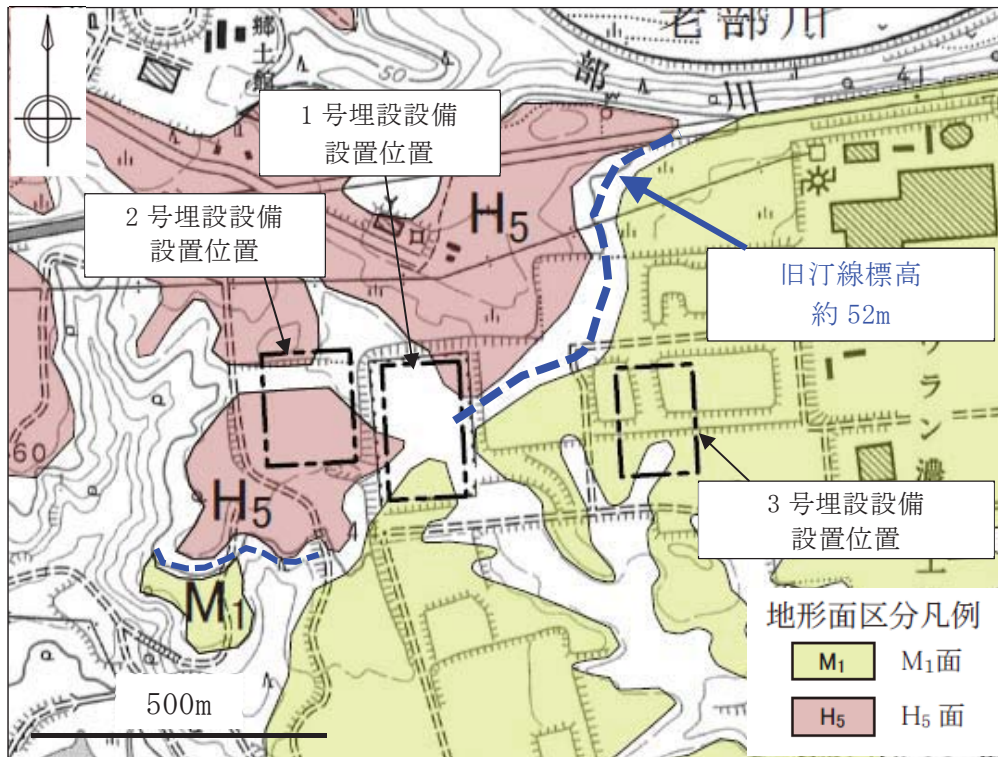 郷土館
老部川
50
部
川
41
1号埋設設備
設置位置
2号埋設設備
設置位置
H5
旧汀線標高
約 52m
ウラン濃
60
3号埋設設備
設置位置
H5
M1
500m
地形面区分凡例
M1 M1面
H5 H5 面